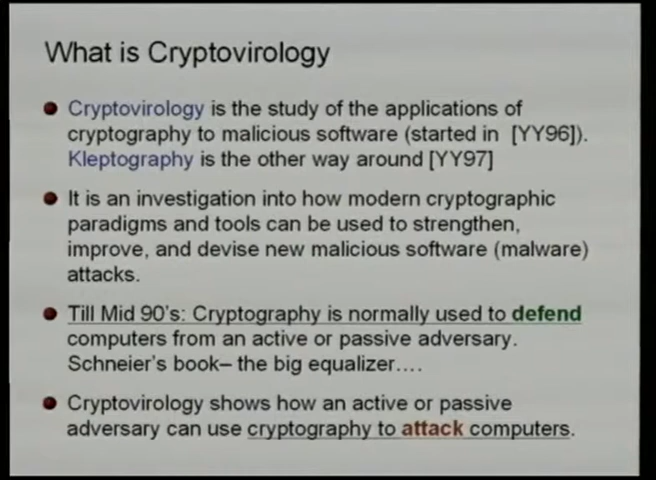 What is Cryptovirology
Cryptovirology is the study of the applications of
cryptography to malicious software (started in [YY96]).
Kleptography is the other way around [YY97]
It is an investigation into how modern cryptographic
paradigms and tools can be used to strengthen,
improve, and devise new malicious software (malware)
attacks.
Till Mid 90's: Cryptography is normally used to defend
computers from an active or passive adversary.
Schneier's book– the big equalizer….
Cryptovirology shows how an active or passive
adversary can use cryptography to attack computers.